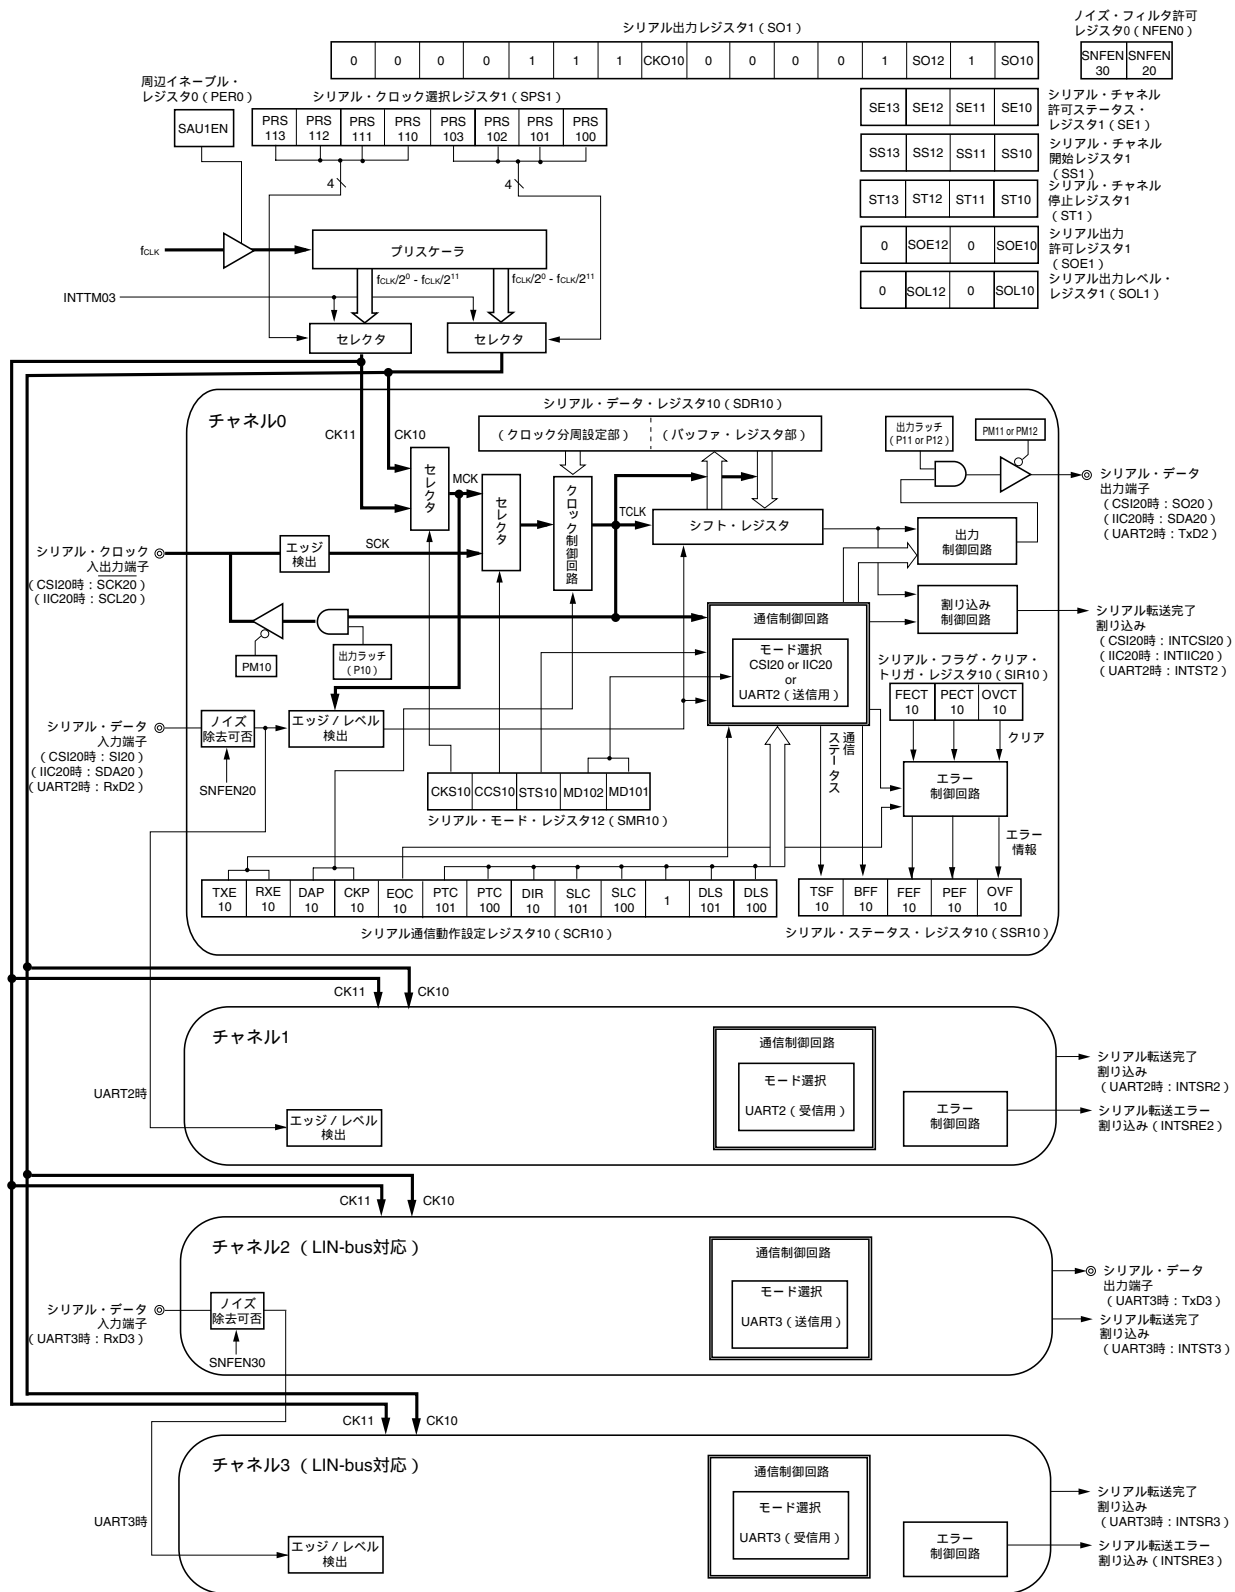 シリアル出力レジスタ1（SO1）
0 0 0 0 1 1 1 CKO10 0 0 0 0 1 SO12 1 SO10
ノイズ・フィルタ許可
レジスタ0（NFEN0）
SNFEN
30
SNFEN
20
周辺イネーブル・
レジスタ0（PER0）
SAU1EN
シリアル・クロック選択レジスタ1（SPS1）
PRS
113
PRS
112
PRS
111
PRS
110
PRS
103
PRS
102
PRS
101
PRS
100
4
4
SE13 SE12 SE11 SE10
シリアル・チャネル
許可ステータス・
レジスタ1（SE1）
SS13 SS12 SS11 SS10
シリアル・チャネル
開始レジスタ1
（SS1）
ST13 ST12 ST11 ST10
シリアル・チャネル
停止レジスタ1
（ST1）
0 SOE12 0 SOE10
シリアル出力
許可レジスタ1
（SOE1）
0 SOL12 0 SOL10
シリアル出力レベル・
レジスタ1（SOL1）
fCLK
プリスケーラ
fCLK/2⁰ - fCLK/2¹¹
fCLK/2⁰ - fCLK/2¹¹
INTTM03
セレクタ
セレクタ
チャネル0
CK11
CK10
シリアル・データ・レジスタ10（SDR10）
（クロック分周設定部）
（バッファ・レジスタ部）
出力ラッチ
（P11 or P12）
PM11 or PM12
シリアル・データ
出力端子
（CSI20時：SO20）
（IIC20時：SDA20）
（UART2時：TxD2）
セレクタ
MCK
セレクタ
クロック制御回路
TCLK
シフト・レジスタ
出力
制御回路
シリアル・クロック
入出力端子
（CSI20時：SCK20）
（IIC20時：SCL20）
エッジ
検出
SCK
PM10
出力ラッチ
（P10）
通信制御回路
モード選択
CSI20 or IIC20
or
UART2（送信用）
割り込み
制御回路
シリアル転送完了
割り込み
（CSI20時：INTCSI20）
（IIC20時：INTIIC20）
（UART2時：INTST2）
シリアル・フラグ・クリア・
トリガ・レジスタ10（SIR10）
FECT
10
PECT
10
OVCT
10
クリア
シリアル・データ
入力端子
（CSI20時：SI20）
（IIC20時：SDA20）
（UART2時：RxD2）
ノイズ
除去可否
SNFEN20
エッジ / レベル
検出
通信
ステータス
エラー
制御回路
エラー
情報
CKS10 CCS10 STS10 MD102 MD101
シリアル・モード・レジスタ12（SMR10）
TXE
10
RXE
10
DAP
10
CKP
10
EOC
10
PTC
101
PTC
100
DIR
10
SLC
101
SLC
100
1
DLS
101
DLS
100
シリアル通信動作設定レジスタ10（SCR10）
TSF
10
BFF
10
FEF
10
PEF
10
OVF
10
シリアル・ステータス・レジスタ10（SSR10）
CK11
CK10
チャネル1
通信制御回路
モード選択
UART2（受信用）
UART2時
エッジ / レベル
検出
エラー
制御回路
シリアル転送完了
割り込み
（UART2時：INTSR2）
シリアル転送エラー
割り込み（INTSRE2）
CK11
CK10
チャネル2（LIN-bus対応）
通信制御回路
モード選択
UART3（送信用）
シリアル・データ
入力端子
（UART3時：RxD3）
ノイズ
除去可否
SNFEN30
シリアル・データ
出力端子
（UART3時：TxD3）
シリアル転送完了
割り込み
（UART3時：INTST3）
CK11
CK10
チャネル3（LIN-bus対応）
通信制御回路
モード選択
UART3（受信用）
UART3時
エッジ / レベル
検出
エラー
制御回路
シリアル転送完了
割り込み
（UART3時：INTSR3）
シリアル転送エラー
割り込み（INTSRE3）